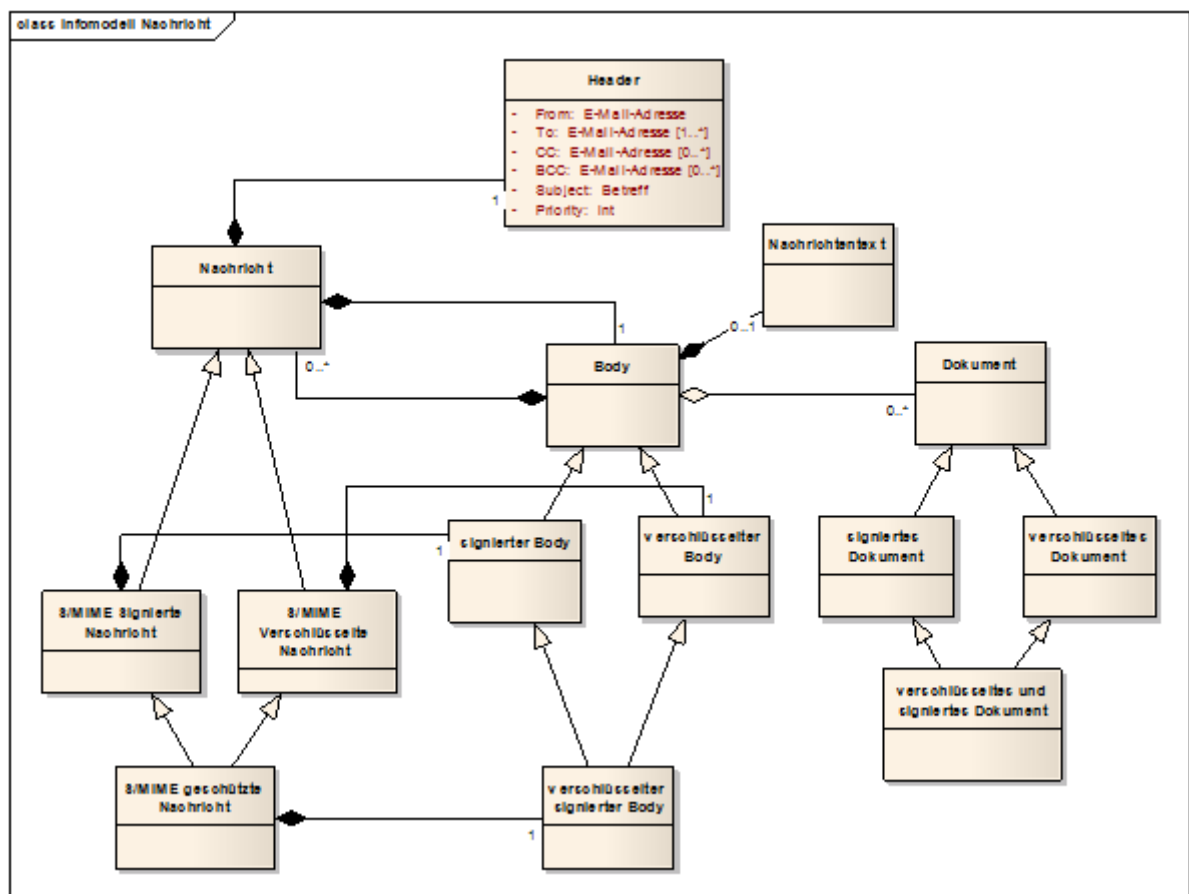 class Infomodell Nachricht
Header
- From: E-Mail-Adresse
- To: E-Mail-Adresse [1..*]
- CC: E-Mail-Adresse [0..*]
- BCC: E-Mail-Adresse [0..*]
- Subject: Betreff
- Priority: Int
1
Nachricht
Nachrichtentext
0..1
1
0..*
Body
Dokument
0..*
1
signierter Body
1
verschlüsselter
Body
signiertes
Dokument
verschlüsseltes
Dokument
S/MIME Signierte
Nachricht
S/MIME
Verschlüsselte
Nachricht
verschlüsseltes und
signiertes Dokument
S/MIME geschützte
Nachricht
verschlüsselter
signierter Body
1